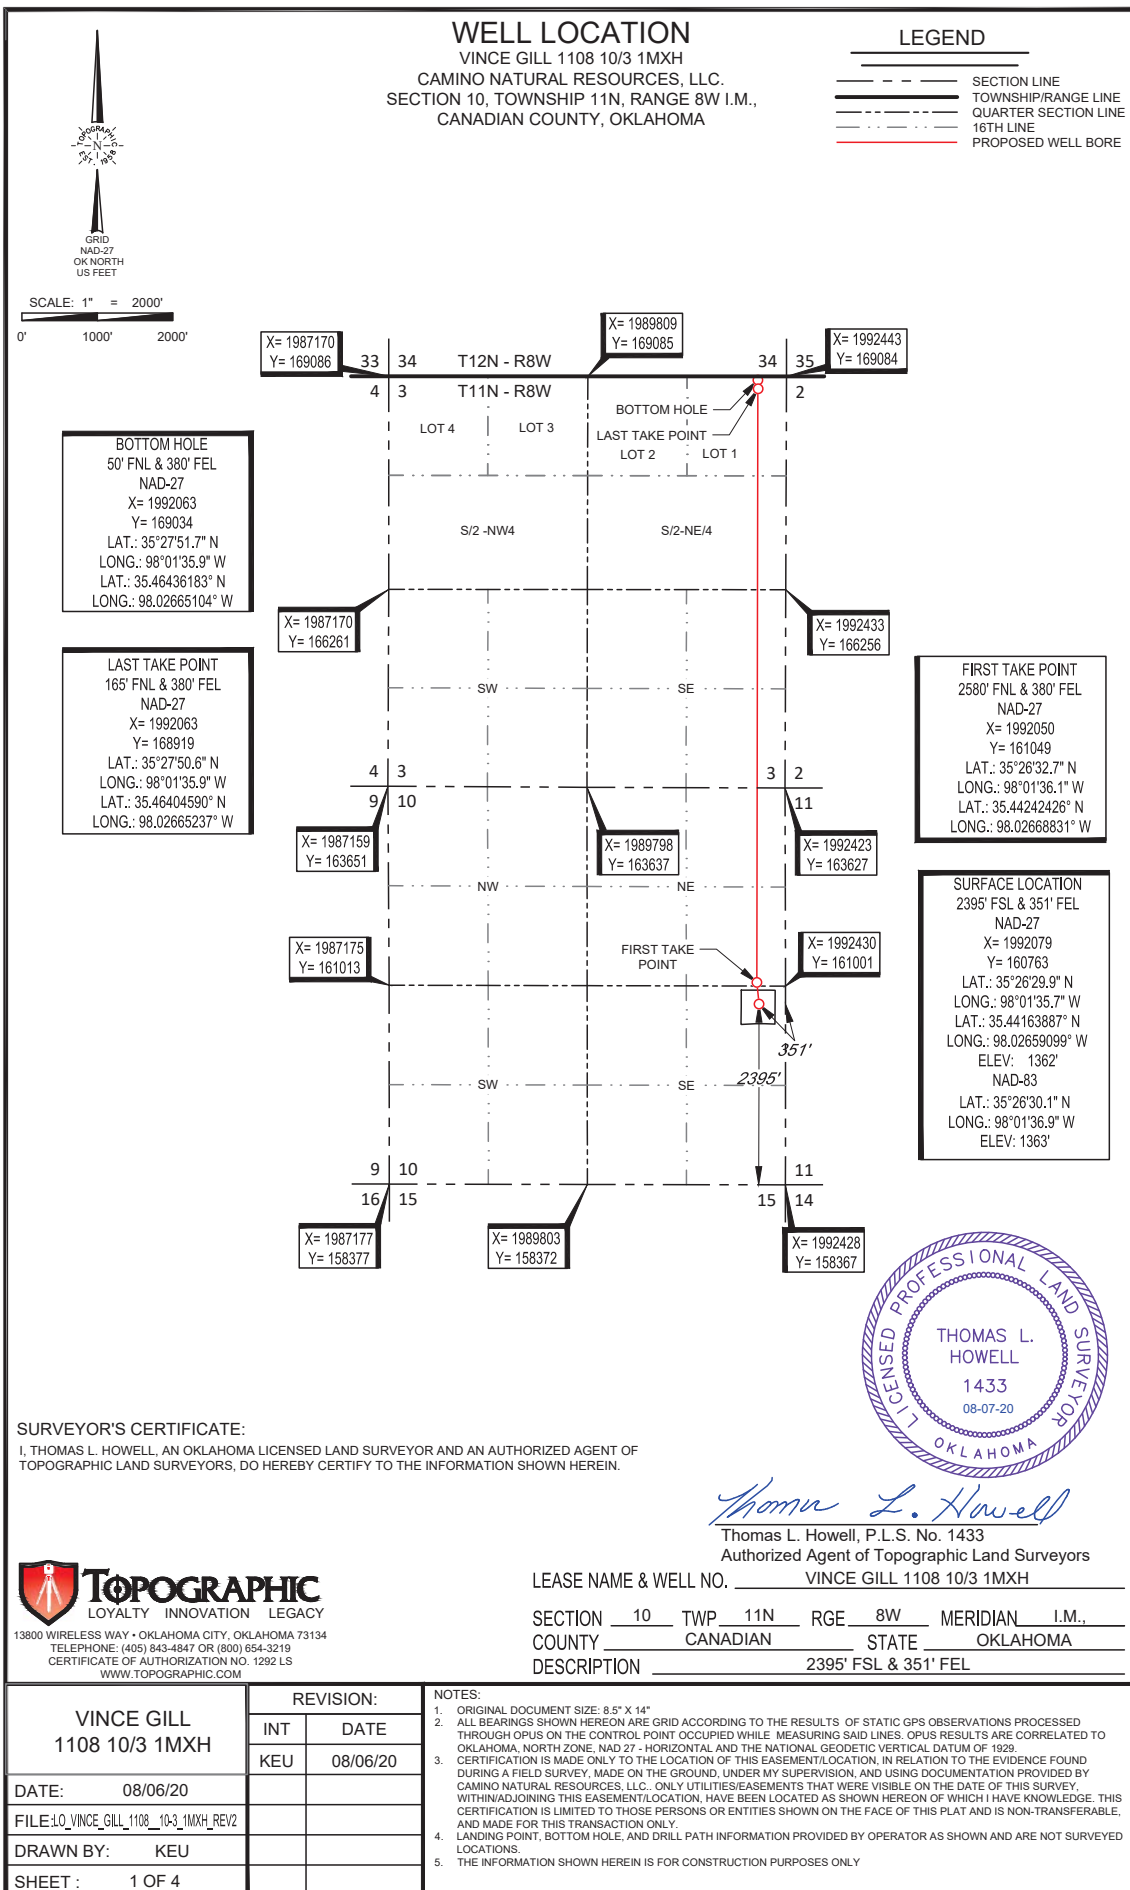 WELL LOCATION
VINCE GILL 1108 10/3 1MXH
CAMINO NATURAL RESOURCES, LLC.
SECTION 10, TOWNSHIP 11N, RANGE 8W I.M.,
CANADIAN COUNTY, OKLAHOMA
LEGEND
SECTION LINE
TOWNSHIP/RANGE LINE
QUARTER SECTION LINE
16TH LINE
PROPOSED WELL BORE
TOPOGRAPHIC
N
EST. 1958
GRID
NAD-27
OK NORTH
US FEET
SCALE: 1" = 2000'
0' 1000' 2000'
X= 1987170
Y= 169086
X= 1989809
Y= 169085
X= 1992443
Y= 169084
33 34 T12N - R8W 34 35
4 3 T11N - R8W 2
BOTTOM HOLE
LAST TAKE POINT
LOT 4 LOT 3 LOT 2 LOT 1
S/2 -NW4 S/2-NE/4
BOTTOM HOLE
50' FNL & 380' FEL
NAD-27
X= 1992063
Y= 169034
LAT.: 35°27'51.7" N
LONG.: 98°01'35.9" W
LAT.: 35.46436183° N
LONG.: 98.02665104° W
X= 1987170
Y= 166261
X= 1992433
Y= 166256
LAST TAKE POINT
165' FNL & 380' FEL
NAD-27
X= 1992063
Y= 168919
LAT.: 35°27'50.6" N
LONG.: 98°01'35.9" W
LAT.: 35.46404590° N
LONG.: 98.02665237° W
SW SE
FIRST TAKE POINT
2580' FNL & 380' FEL
NAD-27
X= 1992050
Y= 161049
LAT.: 35°26'32.7" N
LONG.: 98°01'36.1" W
LAT.: 35.44242426° N
LONG.: 98.02668831° W
4 3 3 2
9 10 11
X= 1987159
Y= 163651
X= 1989798
Y= 163637
X= 1992423
Y= 163627
NW NE
SURFACE LOCATION
2395' FSL & 351' FEL
NAD-27
X= 1992079
Y= 160763
LAT.: 35°26'29.9" N
LONG.: 98°01'35.7" W
LAT.: 35.44163887° N
LONG.: 98.02659099° W
ELEV: 1362'
NAD-83
LAT.: 35°26'30.1" N
LONG.: 98°01'36.9" W
ELEV: 1363'
X= 1987175
Y= 161013
FIRST TAKE
POINT
X= 1992430
Y= 161001
351'
2395'
SW SE
9 10 11
16 15 15 14
X= 1987177
Y= 158377
X= 1989803
Y= 158372
X= 1992428
Y= 158367
LICENSED PROFESSIONAL LAND SURVEYOR
THOMAS L.
HOWELL
1433
08-07-20
OKLAHOMA
SURVEYOR'S CERTIFICATE:
I, THOMAS L. HOWELL, AN OKLAHOMA LICENSED LAND SURVEYOR AND AN AUTHORIZED AGENT OF
TOPOGRAPHIC LAND SURVEYORS, DO HEREBY CERTIFY TO THE INFORMATION SHOWN HEREIN.
Thomas L. Howell
Thomas L. Howell, P.L.S. No. 1433
Authorized Agent of Topographic Land Surveyors
TOPOGRAPHIC
LOYALTY INNOVATION LEGACY
13800 WIRELESS WAY • OKLAHOMA CITY, OKLAHOMA 73134
TELEPHONE: (405) 843-4847 OR (800) 654-3219
CERTIFICATE OF AUTHORIZATION NO. 1292 LS
WWW.TOPOGRAPHIC.COM
LEASE NAME & WELL NO. VINCE GILL 1108 10/3 1MXH
SECTION 10 TWP 11N RGE 8W MERIDIAN I.M.,
COUNTY CANADIAN STATE OKLAHOMA
DESCRIPTION 2395' FSL & 351' FEL
VINCE GILL
1108 10/3 1MXH
DATE: 08/06/20
FILE:LO_VINCE_GILL_1108__10-3_1MXH_REV2
DRAWN BY: KEU
SHEET : 1 OF 4
REVISION:
INT DATE
KEU 08/06/20
NOTES:
1. ORIGINAL DOCUMENT SIZE: 8.5" X 14"
2. ALL BEARINGS SHOWN HEREON ARE GRID ACCORDING TO THE RESULTS OF STATIC GPS OBSERVATIONS PROCESSED
THROUGH OPUS ON THE CONTROL POINT OCCUPIED WHILE MEASURING SAID LINES. OPUS RESULTS ARE CORRELATED TO
OKLAHOMA, NORTH ZONE, NAD 27 - HORIZONTAL AND THE NATIONAL GEODETIC VERTICAL DATUM OF 1929.
3. CERTIFICATION IS MADE ONLY TO THE LOCATION OF THIS EASEMENT/LOCATION, IN RELATION TO THE EVIDENCE FOUND
DURING A FIELD SURVEY, MADE ON THE GROUND, UNDER MY SUPERVISION, AND USING DOCUMENTATION PROVIDED BY
CAMINO NATURAL RESOURCES, LLC.. ONLY UTILITIES/EASEMENTS THAT WERE VISIBLE ON THE DATE OF THIS SURVEY,
WITHIN/ADJOINING THIS EASEMENT/LOCATION, HAVE BEEN LOCATED AS SHOWN HEREON OF WHICH I HAVE KNOWLEDGE. THIS
CERTIFICATION IS LIMITED TO THOSE PERSONS OR ENTITIES SHOWN ON THE FACE OF THIS PLAT AND IS NON-TRANSFERABLE,
AND MADE FOR THIS TRANSACTION ONLY.
4. LANDING POINT, BOTTOM HOLE, AND DRILL PATH INFORMATION PROVIDED BY OPERATOR AS SHOWN AND ARE NOT SURVEYED
LOCATIONS.
5. THE INFORMATION SHOWN HEREIN IS FOR CONSTRUCTION PURPOSES ONLY